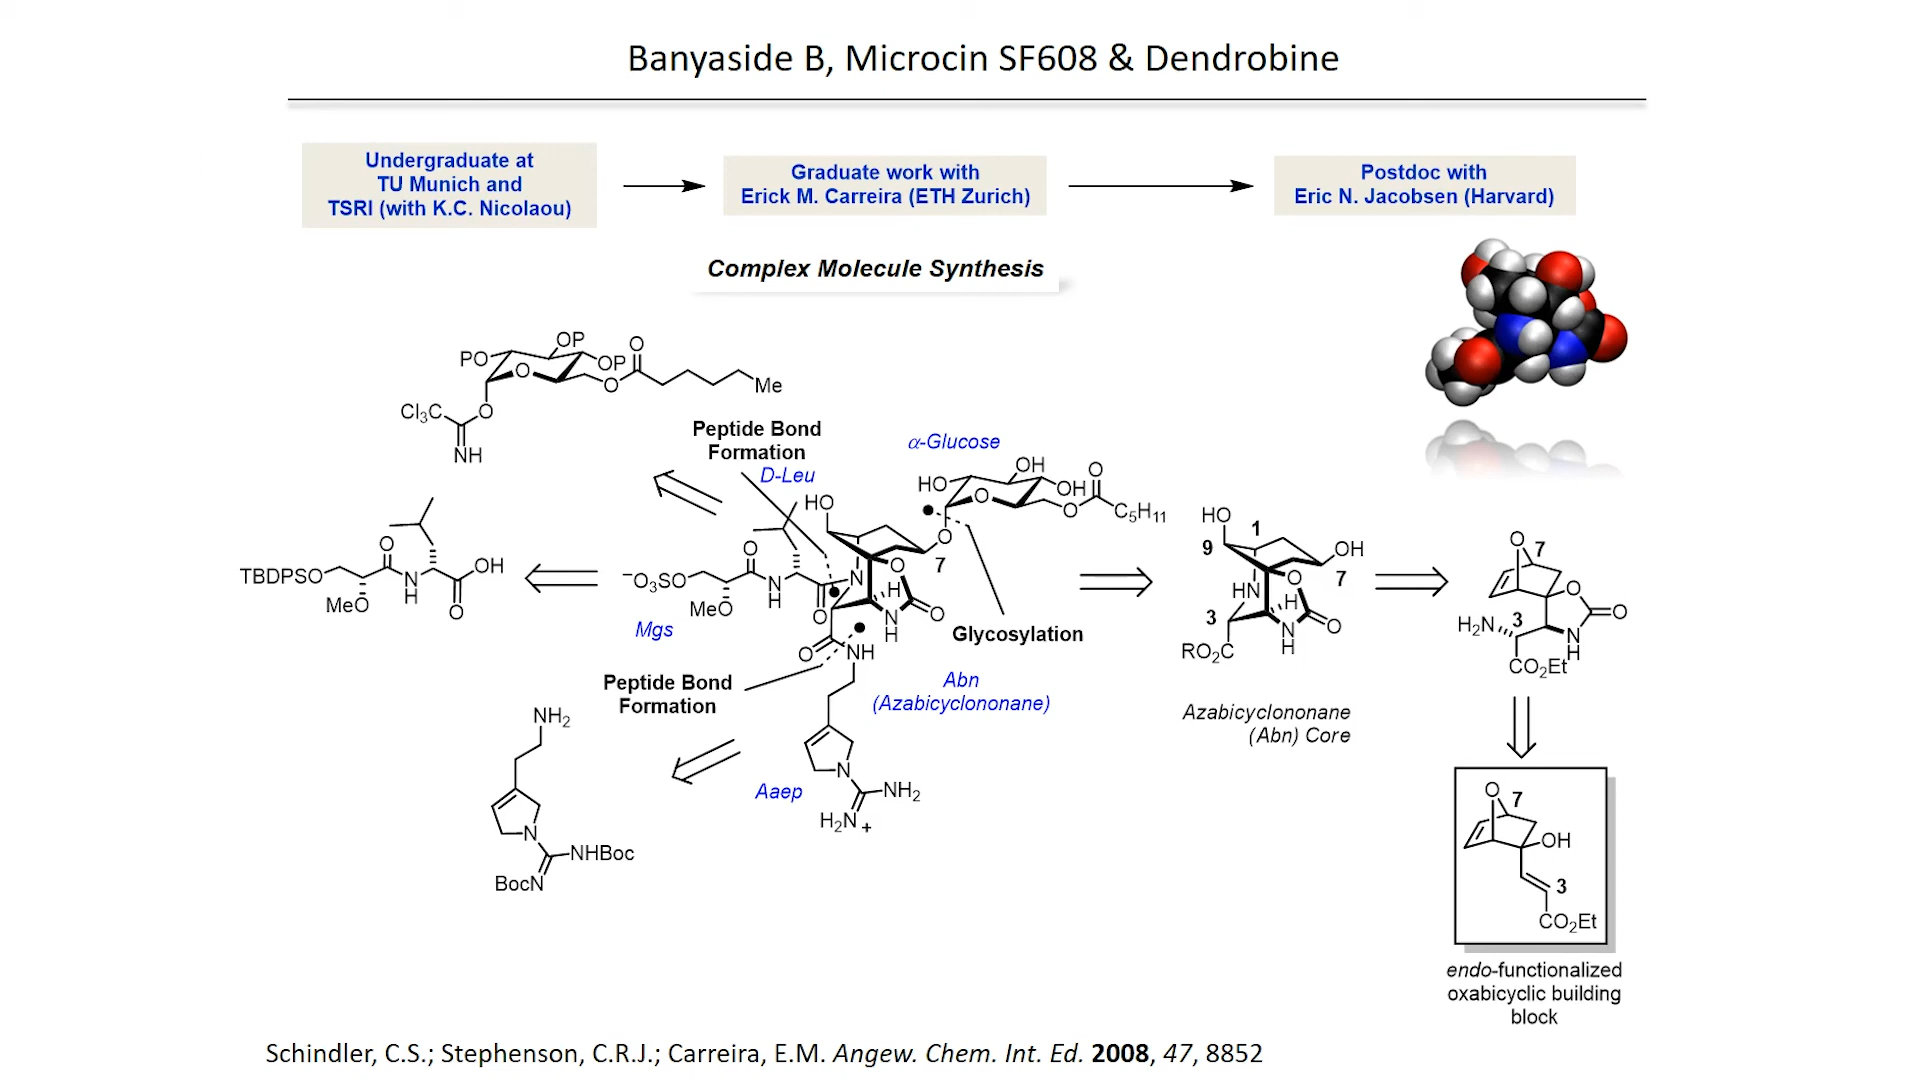 Banyaside B, Microcin SF608 & Dendrobine
Undergraduate at
TU Munich and
TSRI (with K.C. Nicolaou)
Graduate work with
Erick M. Carreira (ETH Zurich)
Postdoc with
Eric N. Jacobsen (Harvard)
Complex Molecule Synthesis
PO
OP
OP
O
O
O
Me
Cl3C
O
NH
Peptide Bond
Formation
D-Leu
α-Glucose
HO
OH
OH
O
O
O
C5H11
HO
O
7
TBDPSO
O
MeO
N
H
OH
O
−O3SO
O
MeO
N
H
O
N
O
H
N
H
O
Mgs
O
NH
Glycosylation
Peptide Bond
Formation
Abn
(Azabicyclononane)
N
NH2
H2N
+
Aaep
NH2
N
NHBoc
BocN
HO
1
9
OH
7
HN
O
H
3
N
H
O
RO2C
Azabicyclononane
(Abn) Core
O
7
O
O
H2N
3
N
H
CO2Et
O
7
OH
3
CO2Et
endo-functionalized
oxabicyclic building
block
Schindler, C.S.; Stephenson, C.R.J.; Carreira, E.M. Angew. Chem. Int. Ed. 2008, 47, 8852